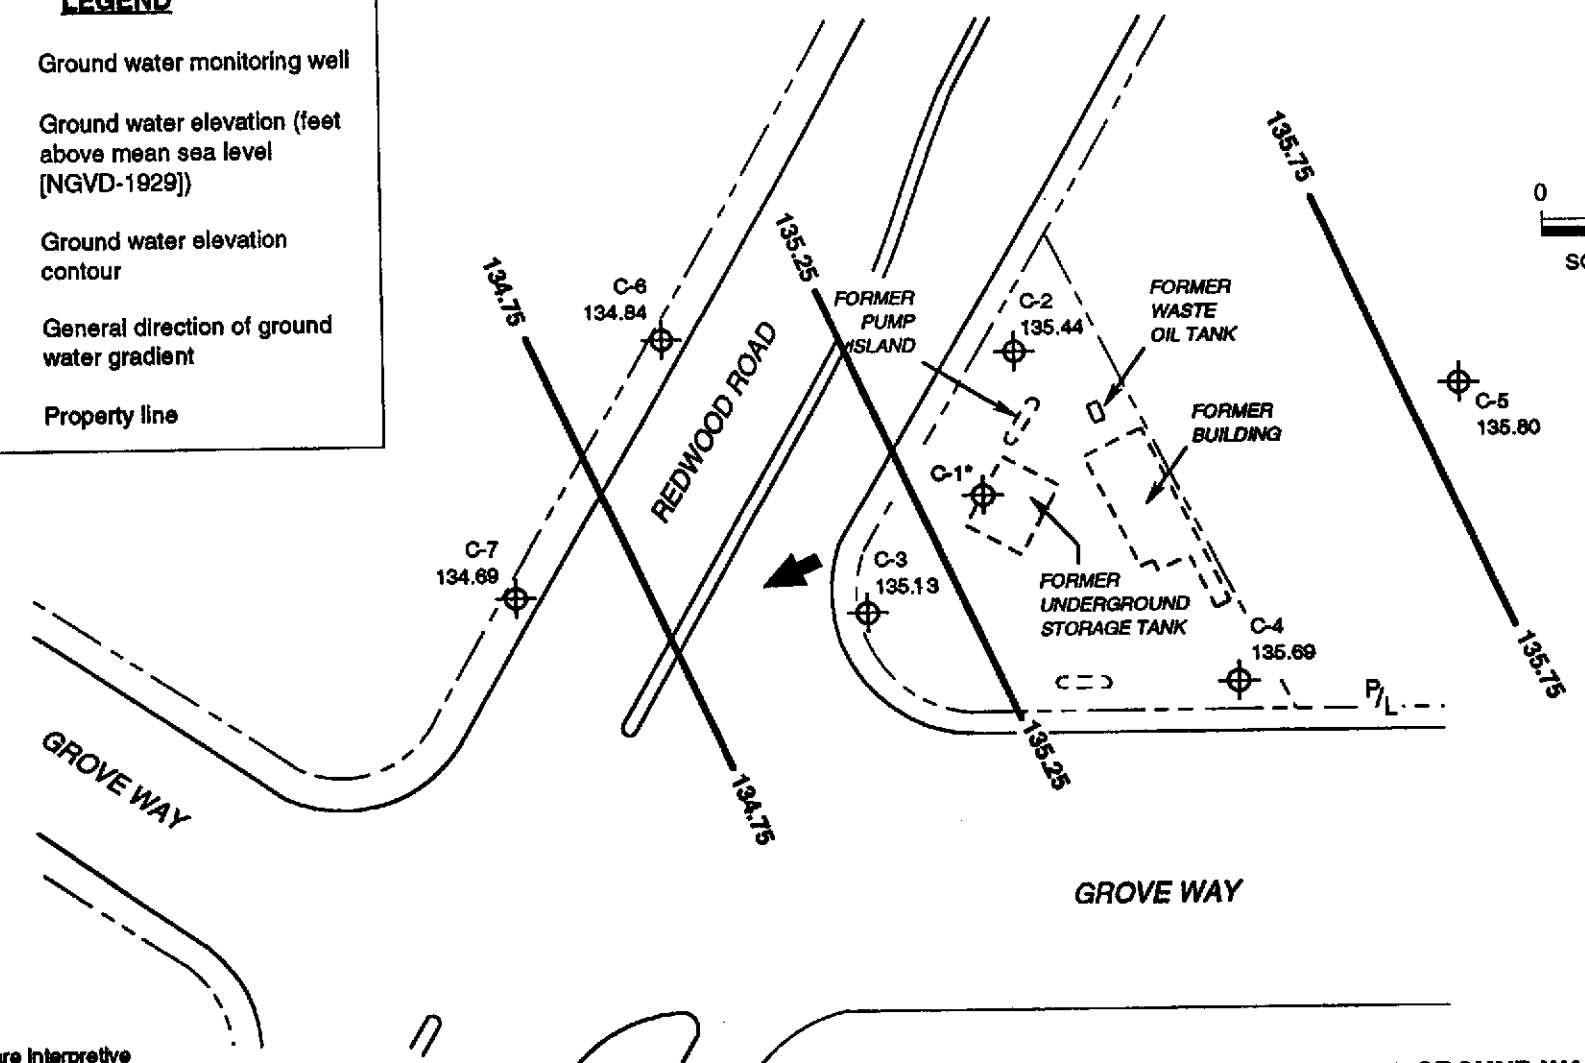 LEGEND
Ground water monitoring well
Ground water elevation (feet
above mean sea level
[NGVD-1929])
Ground water elevation
contour
General direction of ground
water gradient
Property line
135.75
0
134.75
C-6
134.84
135.25
FORMER
PUMP
ISLAND
C-2
135.44
FORMER
WASTE
OIL TANK
C-5
135.80
FORMER
BUILDING
REDWOOD ROAD
C-1*
C-7
134.69
C-3
135.13
FORMER
UNDERGROUND
STORAGE TANK
C-4
135.69
P/L
135.75
135.25
134.75
GROVE WAY
GROVE WAY
are Interpretive